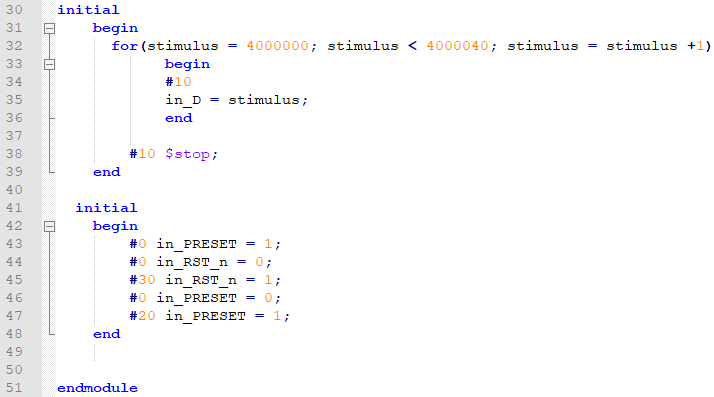 30 initial
31 begin
32 for(stimulus = 4000000; stimulus < 4000040; stimulus = stimulus +1)
33 begin
34 #10
35 in_D = stimulus;
36 end
37
38 #10 $stop;
39 end
40
41 initial
42 begin
43 #0 in_PRESET = 1;
44 #0 in_RST_n = 0;
45 #30 in_RST_n = 1;
46 #0 in_PRESET = 0;
47 #20 in_PRESET = 1;
48 end
49
50
51 endmodule